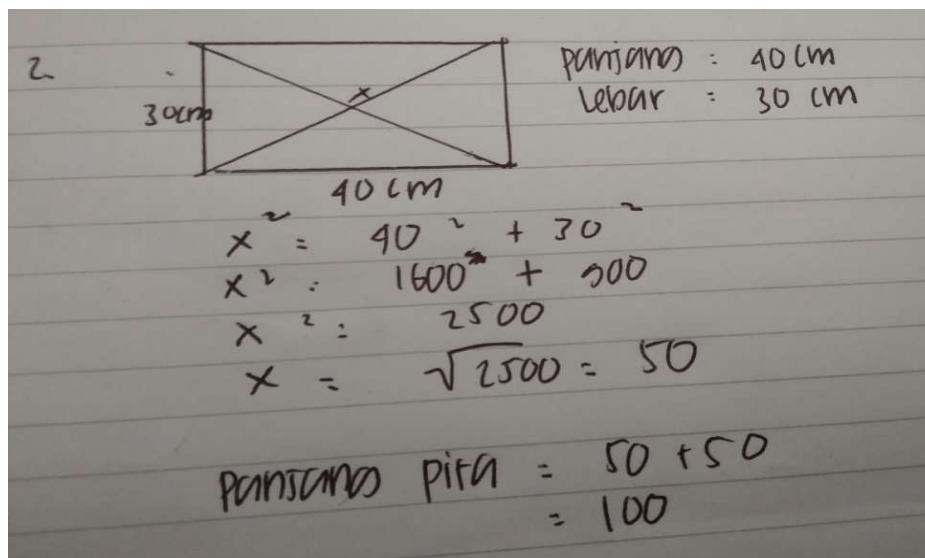 2
30cm
x
40 cm
panjang : 40 cm
Lebar : 30 cm
x² = 40² + 30²
x² : 1600 + 900
x² : 2500
x = √2500 = 50
panjang pita = 50 + 50
= 100